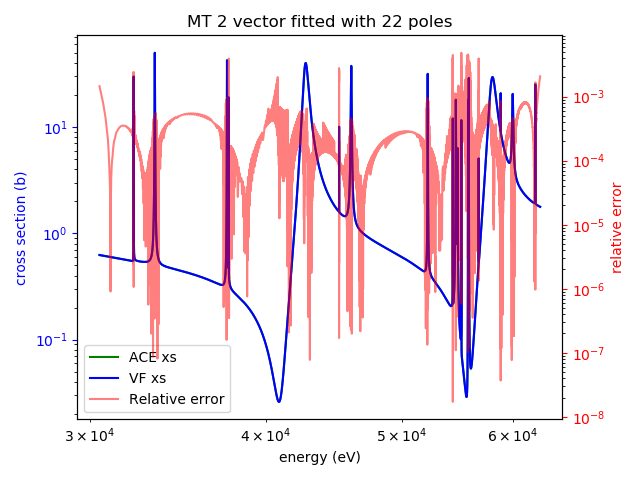 MT 2 vector fitted with 22 poles
cross section (b)
10¹
10⁰
10⁻¹
10⁻³
10⁻⁴
10⁻⁵
10⁻⁶
10⁻⁷
10⁻⁸
relative error
ACE xs
VF xs
Relative error
3 × 10⁴ 4 × 10⁴ 5 × 10⁴ 6 × 10⁴
energy (eV)